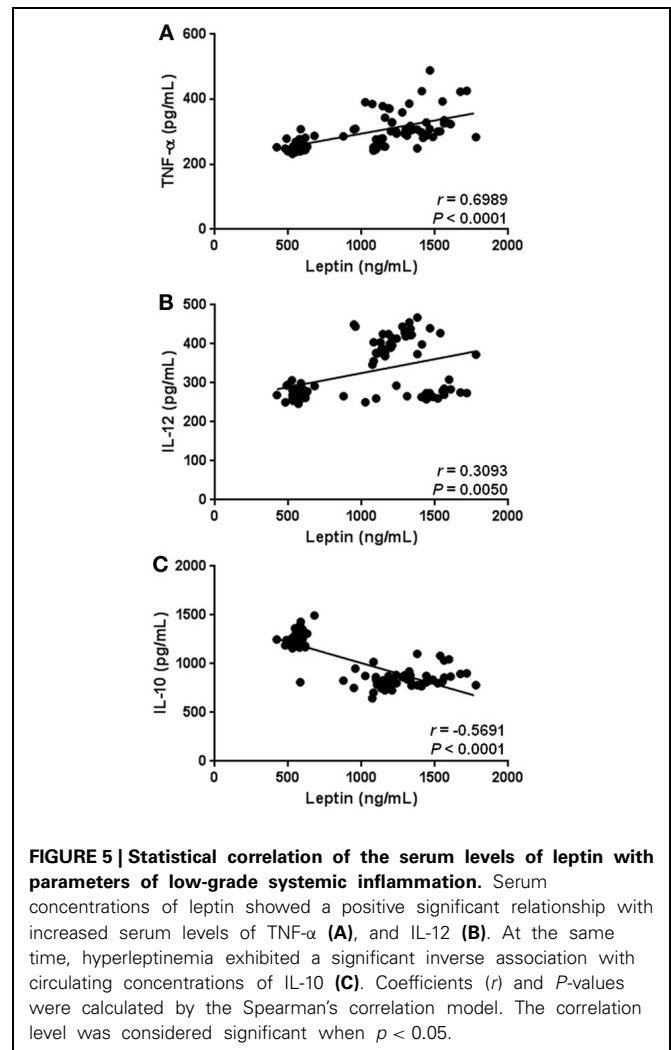 A
600
400
200
0
TNF-α (pg/mL)
r = 0.6989
P < 0.0001
0 500 1000 1500 2000
Leptin (ng/mL)
B
500
400
300
200
100
0
IL-12 (pg/mL)
r = 0.3093
P = 0.0050
0 500 1000 1500 2000
Leptin (ng/mL)
C
2000
1500
1000
500
0
IL-10 (pg/mL)
r = -0.5691
P < 0.0001
0 500 1000 1500 2000
Leptin (ng/mL)
FIGURE 5 | Statistical correlation of the serum levels of leptin with
parameters of low-grade systemic inflammation. Serum
concentrations of leptin showed a positive significant relationship with
increased serum levels of TNF-α (A), and IL-12 (B). At the same
time, hyperleptinemia exhibited a significant inverse association with
circulating concentrations of IL-10 (C). Coefficients (r) and P-values
were calculated by the Spearman's correlation model. The correlation
level was considered significant when p < 0.05.